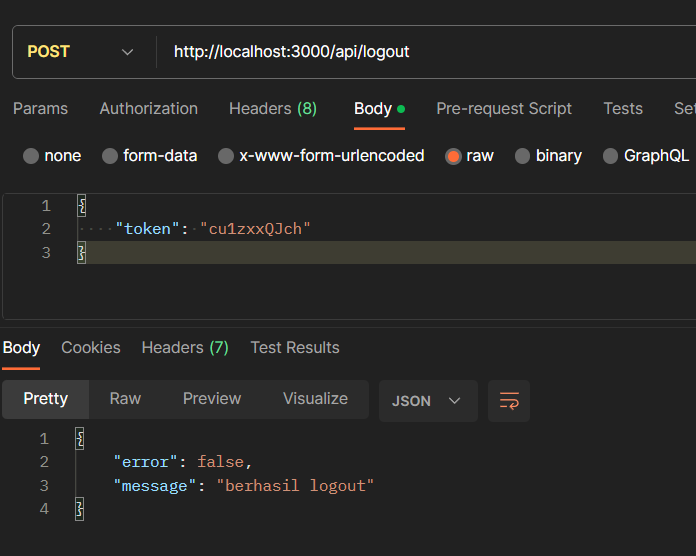 POST http://localhost:3000/api/logout
Params Authorization Headers (8) Body Pre-request Script Tests Set
none form-data x-www-form-urlencoded raw binary GraphQL
1 {
2 "token": "cu1zxxQJch"
3 }
Body Cookies Headers (7) Test Results
Pretty Raw Preview Visualize JSON
1 {
2 "error": false,
3 "message": "berhasil logout"
4 }